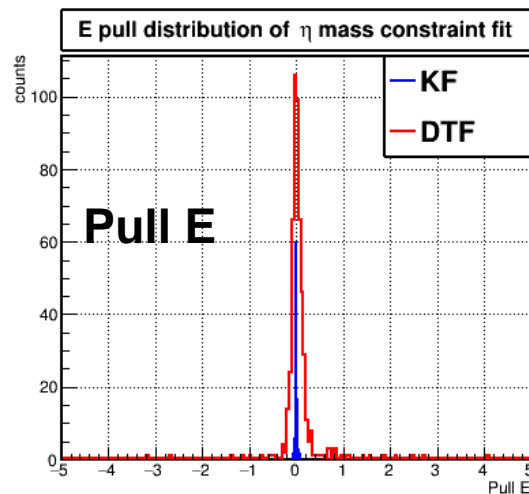 E pull distribution of η mass constraint fit
counts
KF
DTF
Pull E
100
80
60
40
20
0
−5 −4 −3 −2 −1 0 1 2 3 4 5
Pull E